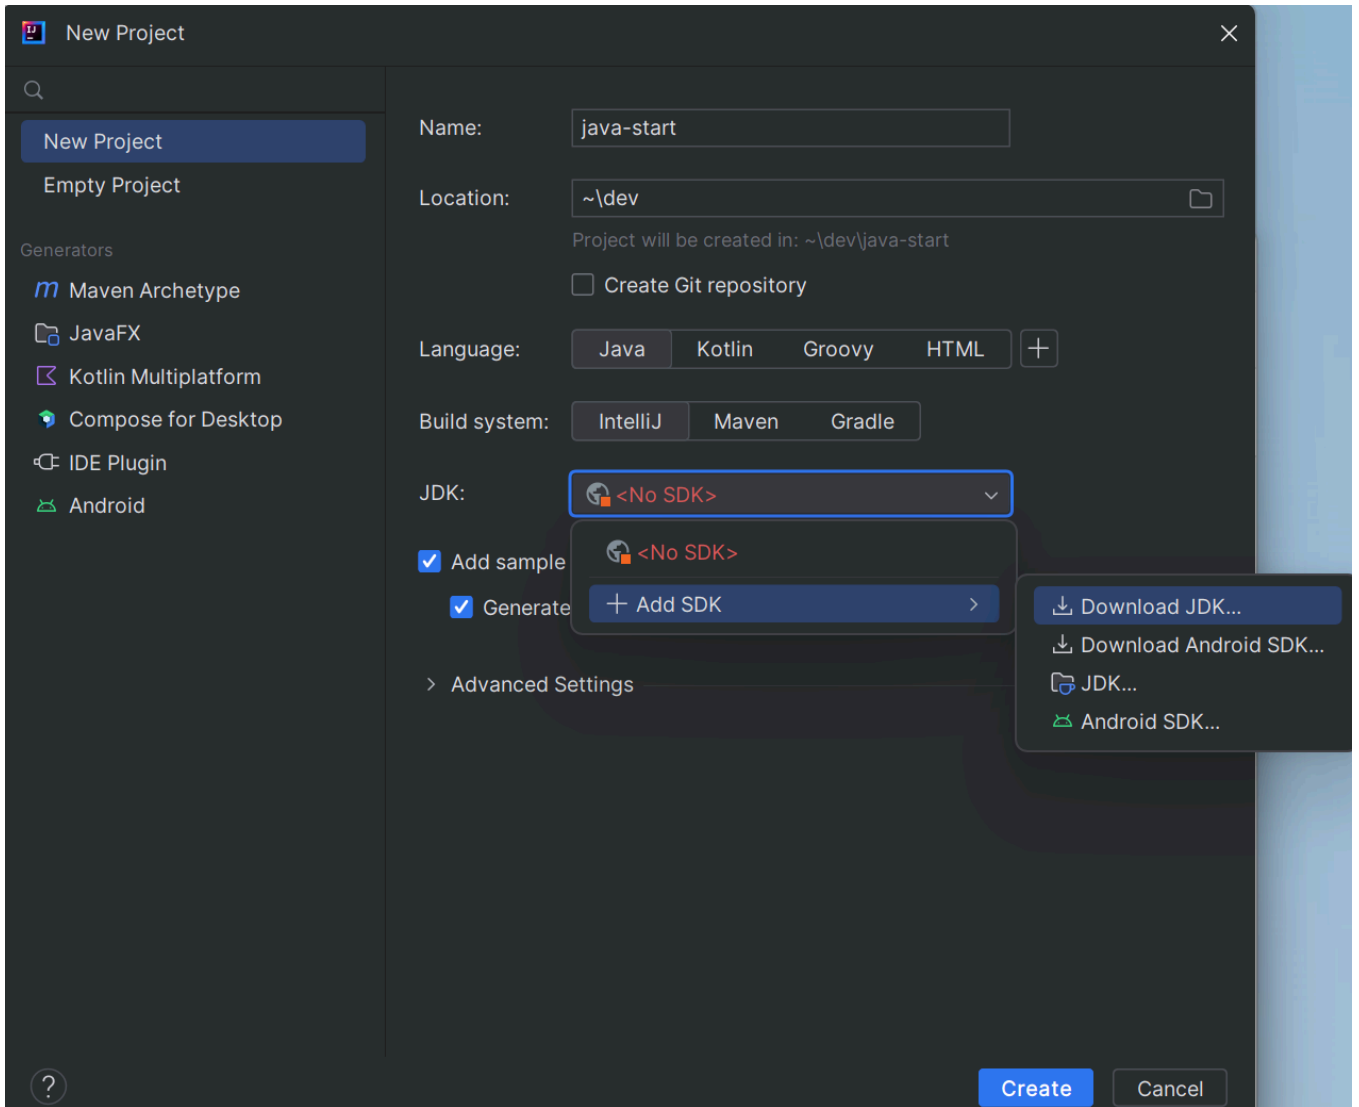 New Project
New Project
Empty Project
Generators
Maven Archetype
JavaFX
Kotlin Multiplatform
Compose for Desktop
IDE Plugin
Android
Name: java-start
Location: ~\dev
Project will be created in: ~\dev\java-start
Create Git repository
Language: Java Kotlin Groovy HTML
Build system: IntelliJ Maven Gradle
JDK: <No SDK>
<No SDK>
Add sample
Generate
Add SDK
Download JDK...
Download Android SDK...
JDK...
Android SDK...
Advanced Settings
?
Create Cancel